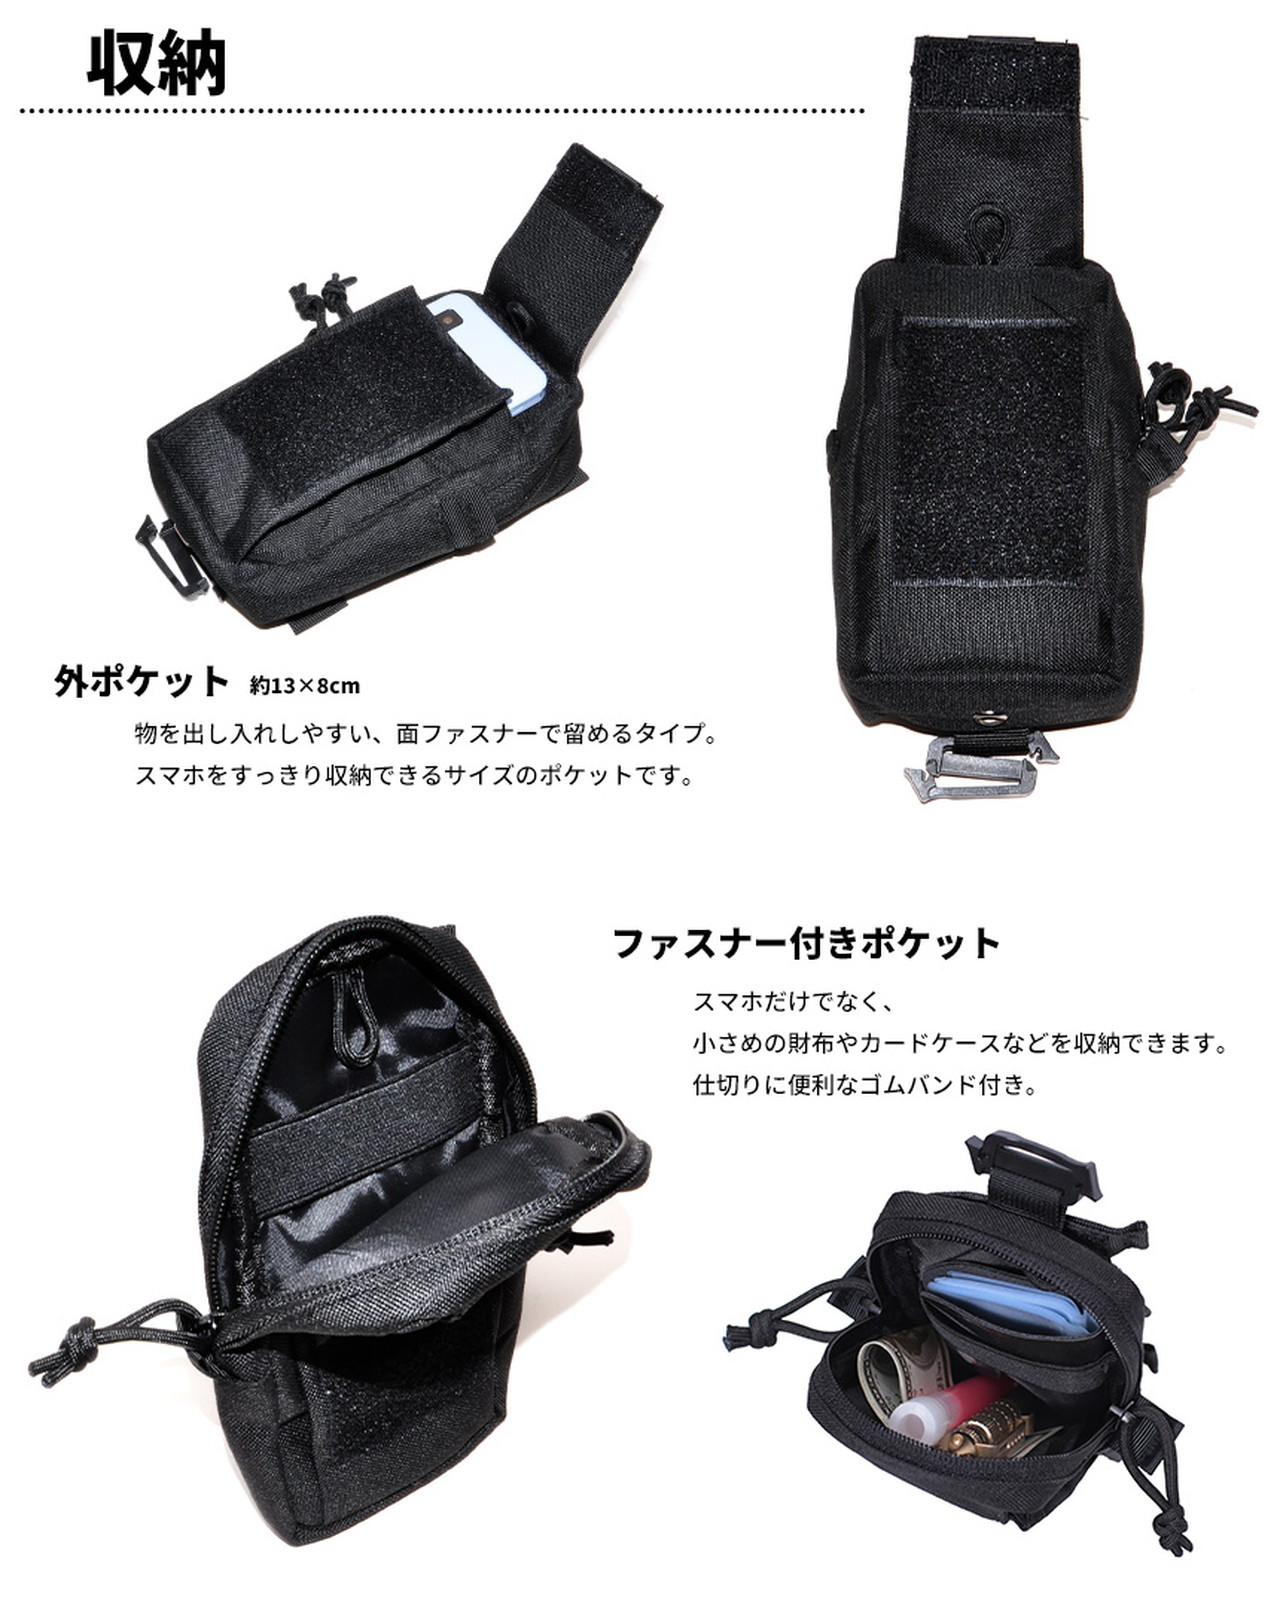 収納
外ポケット 約13×8cm
物を出し入れしやすい、面ファスナーで留めるタイプ。
スマホをすっきり収納できるサイズのポケットです。
ファスナー付きポケット
スマホだけでなく、
小さめの財布やカードケースなどを収納できます。
仕切りに便利なゴムバンド付き。